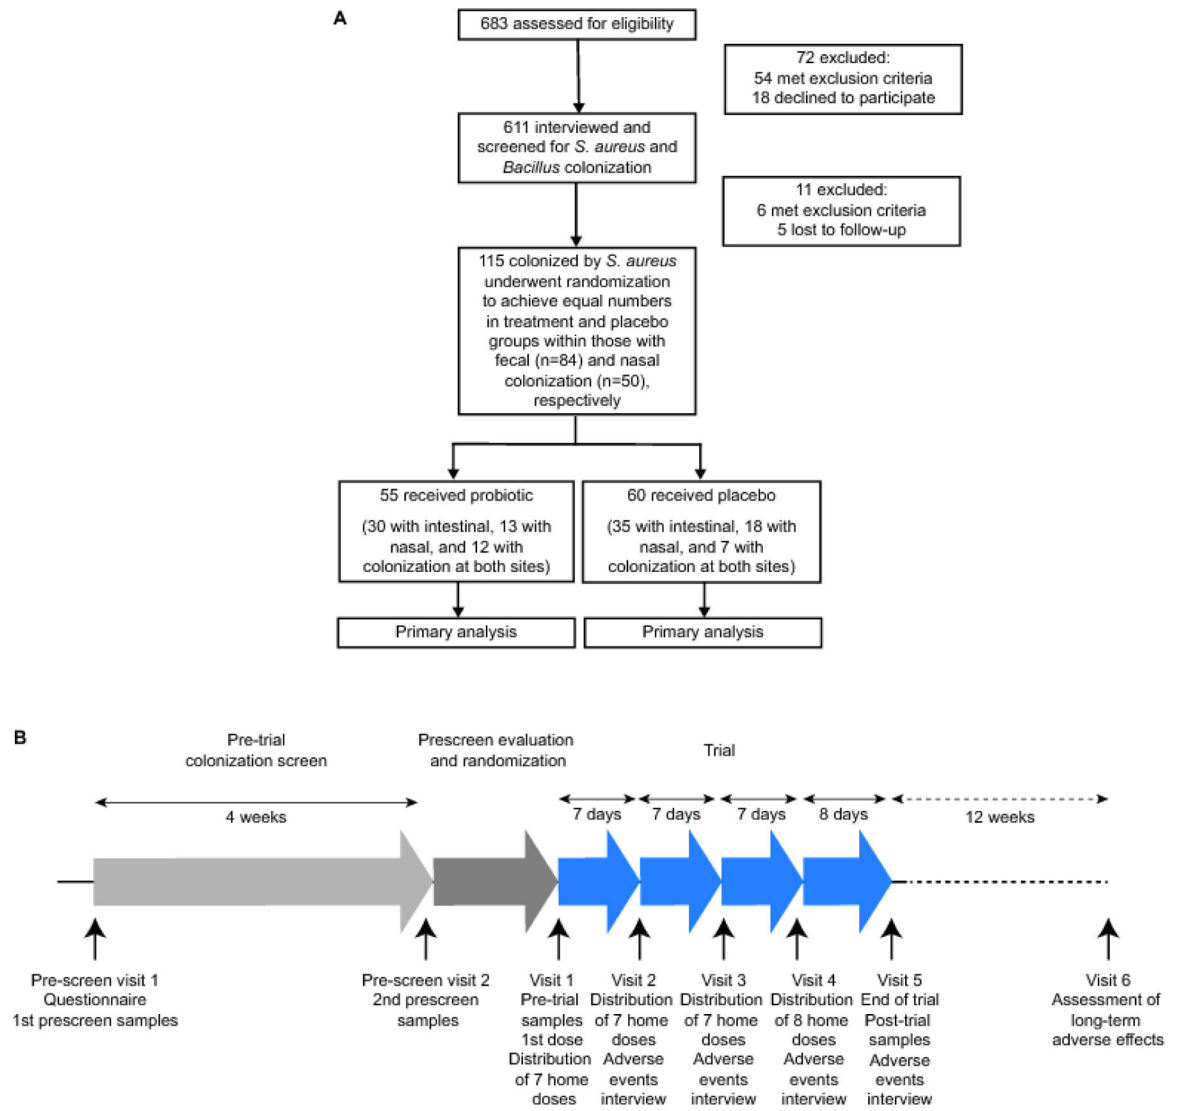 A
683 assessed for eligibility
72 excluded:
54 met exclusion criteria
18 declined to participate
611 interviewed and
screened for S. aureus and
Bacillus colonization
11 excluded:
6 met exclusion criteria
5 lost to follow-up
115 colonized by S. aureus
underwent randomization
to achieve equal numbers
in treatment and placebo
groups within those with
fecal (n=84) and nasal
colonization (n=50),
respectively
55 received probiotic
(30 with intestinal, 13 with
nasal, and 12 with
colonization at both sites)
60 received placebo
(35 with intestinal, 18 with
nasal, and 7 with
colonization at both sites)
Primary analysis
Primary analysis
B
Pre-trial
colonization screen
Prescreen evaluation
and randomization
Trial
4 weeks
7 days
7 days
7 days
8 days
12 weeks
Pre-screen visit 1
Questionnaire
1st prescreen samples
Pre-screen visit 2
2nd prescreen
samples
Visit 1
Pre-trial
samples
1st dose
Distribution
of 7 home
doses
Visit 2
Distribution
of 7 home
doses
Adverse
events
interview
Visit 3
Distribution
of 7 home
doses
Adverse
events
interview
Visit 4
Distribution
of 8 home
doses
Adverse
events
interview
Visit 5
End of trial
Post-trial
samples
Adverse
events
interview
Visit 6
Assessment of
long-term
adverse effects